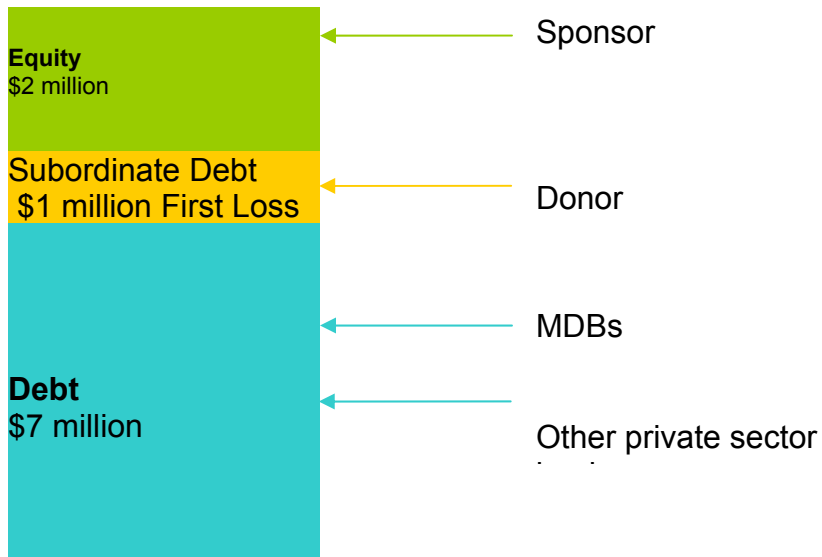 Equity
$2 million
Sponsor
Subordinate Debt
$1 million First Loss
Donor
MDBs
Debt
$7 million
Other private sector